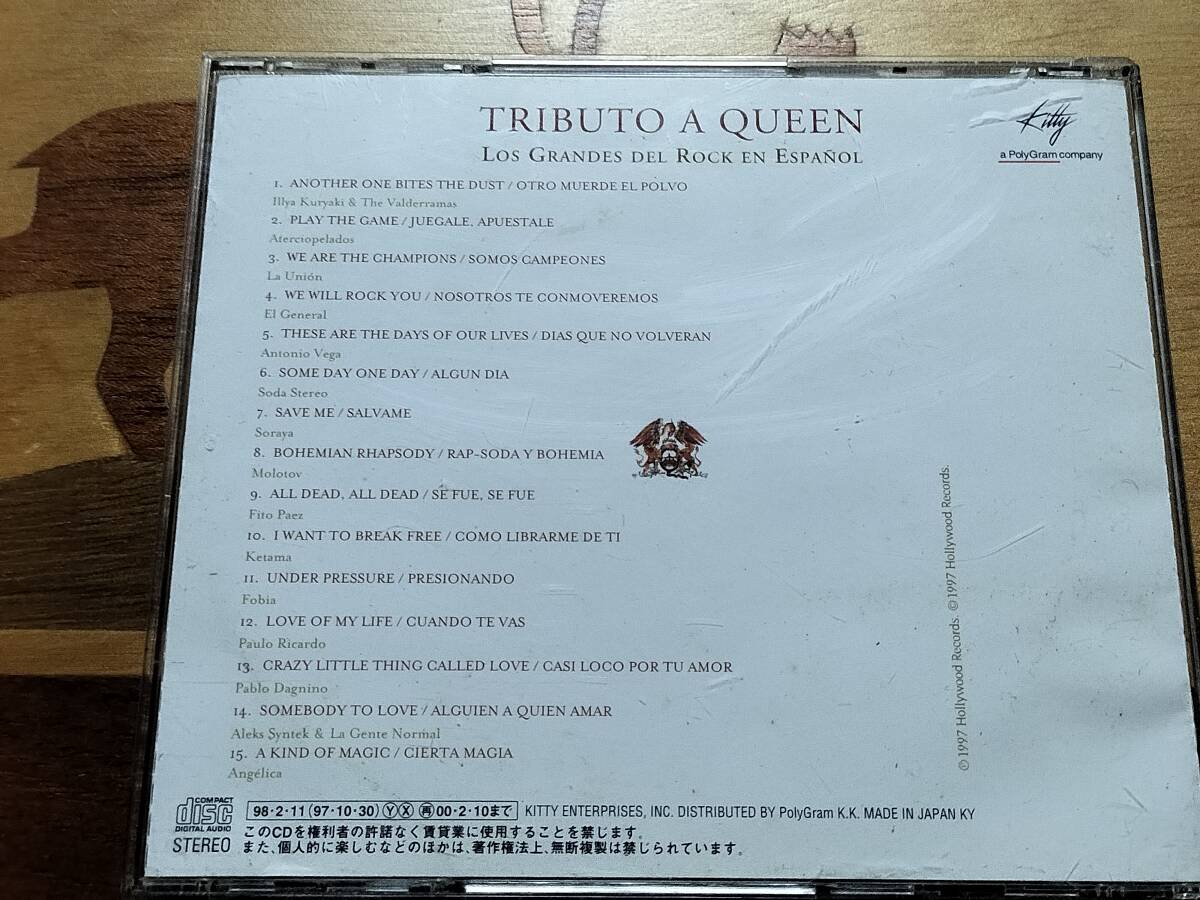 TRIBUTO A QUEEN
LOS GRANDES DEL ROCK EN ESPAÑOL
Kitty
a PolyGram company
1. ANOTHER ONE BITES THE DUST / OTRO MUERDE EL POLVO
Illya Kuryaki & The Valderramas
2. PLAY THE GAME / JUEGALE, APUESTALE
Aterciopelados
3. WE ARE THE CHAMPIONS / SOMOS CAMPEONES
La Unión
4. WE WILL ROCK YOU / NOSOTROS TE CONMOVEREMOS
El General
5. THESE ARE THE DAYS OF OUR LIVES / DIAS QUE NO VOLVERAN
Antonio Vega
6. SOME DAY ONE DAY / ALGUN DIA
Soda Stereo
7. SAVE ME / SALVAME
Soraya
8. BOHEMIAN RHAPSODY / RAP-SODA Y BOHEMIA
Molotov
9. ALL DEAD, ALL DEAD / SE FUE, SE FUE
Fito Paez
10. I WANT TO BREAK FREE / COMO LIBRARME DE TI
Ketama
11. UNDER PRESSURE / PRESIONANDO
Fobia
12. LOVE OF MY LIFE / CUANDO TE VAS
Paulo Ricardo
13. CRAZY LITTLE THING CALLED LOVE / CASI LOCO POR TU AMOR
Pablo Dagnino
14. SOMEBODY TO LOVE / ALGUIEN A QUIEN AMAR
Aleks Syntek & La Gente Normal
15. A KIND OF MAGIC / CIERTA MAGIA
Angélica
℗1997 Hollywood Records. ©1997 Hollywood Records.
COMPACT
disc
DIGITAL AUDIO
STEREO
98・2・11 (97・10・30) Ⓨ Ⓧ ㊞再 00・2・10まで KITTY ENTERPRISES, INC. DISTRIBUTED BY PolyGram K.K. MADE IN JAPAN KY
このCDを権利者の許諾なく賃貸業に使用することを禁じます。
また、個人的に楽しむなどのほかは、著作権法上、無断複製は禁じられています。